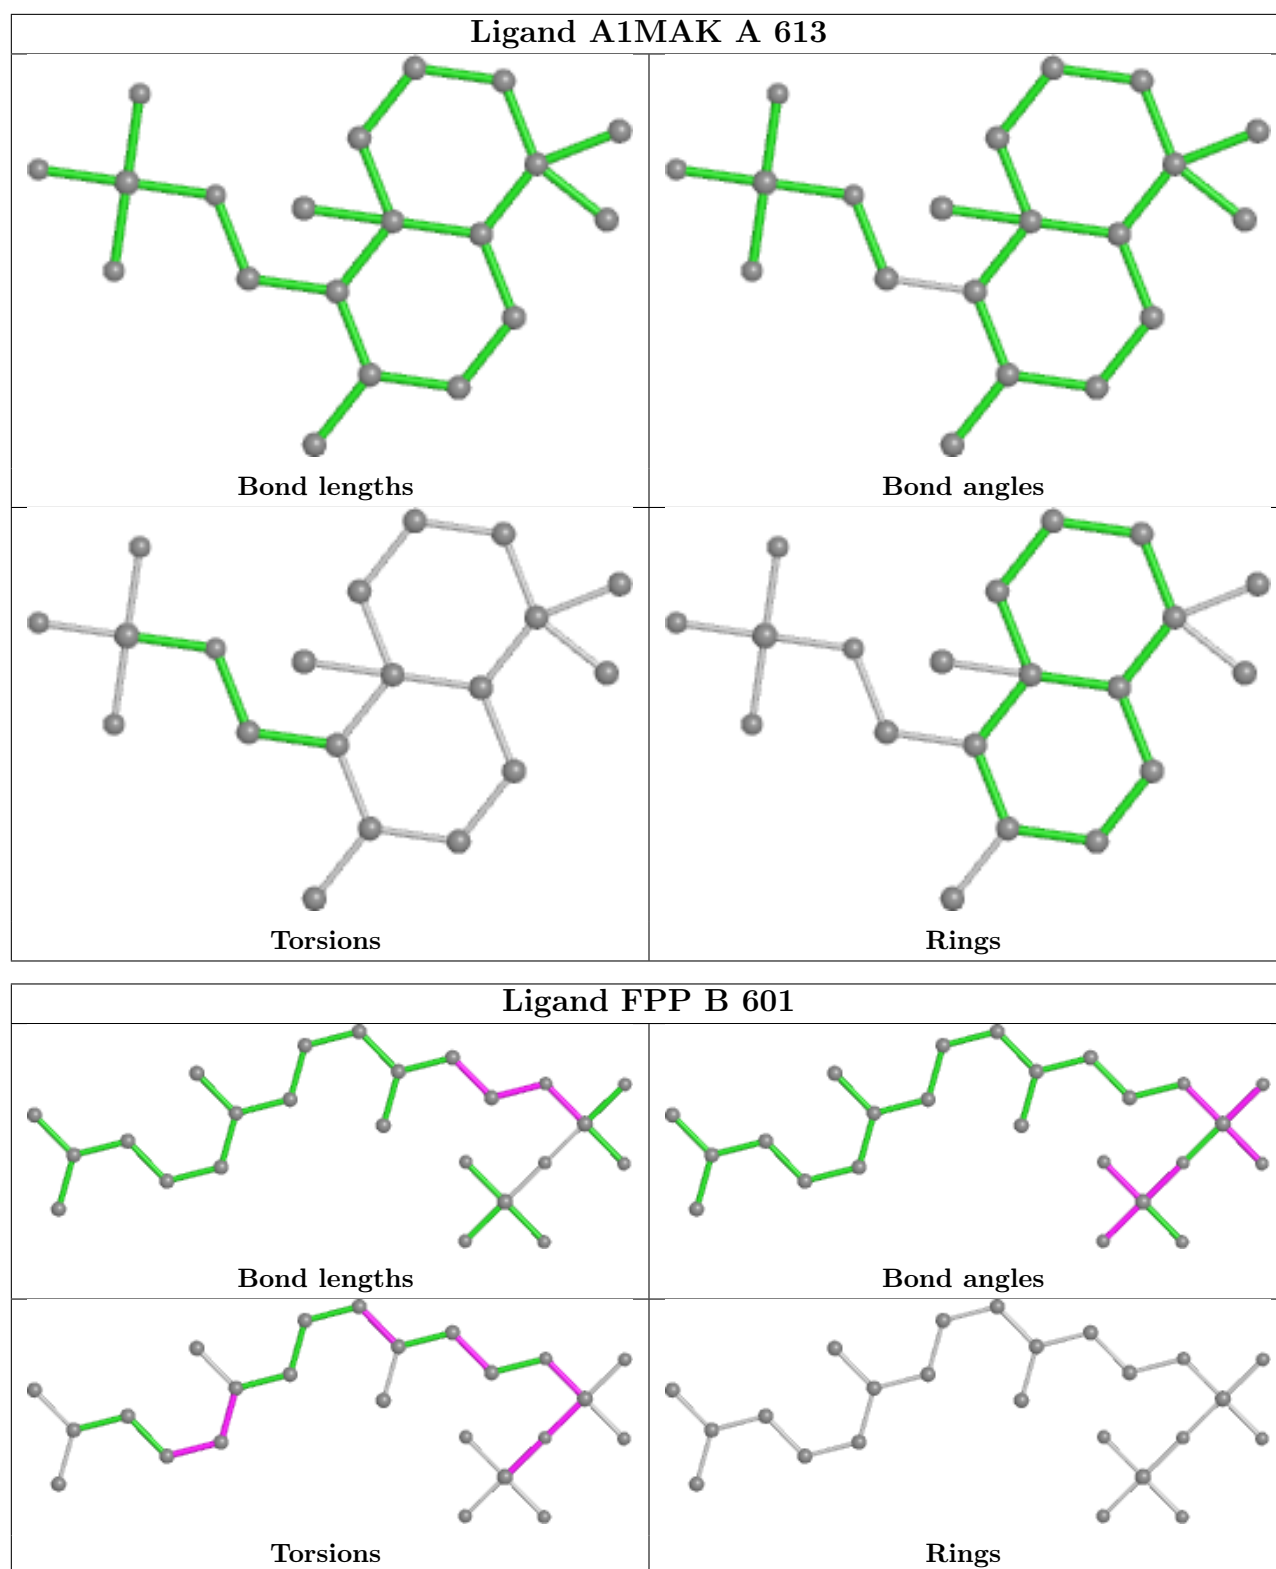 Ligand A1MAK A 613
Bond lengths
Bond angles
Torsions
Rings
Ligand FPP B 601
Bond lengths
Bond angles
Torsions
Rings